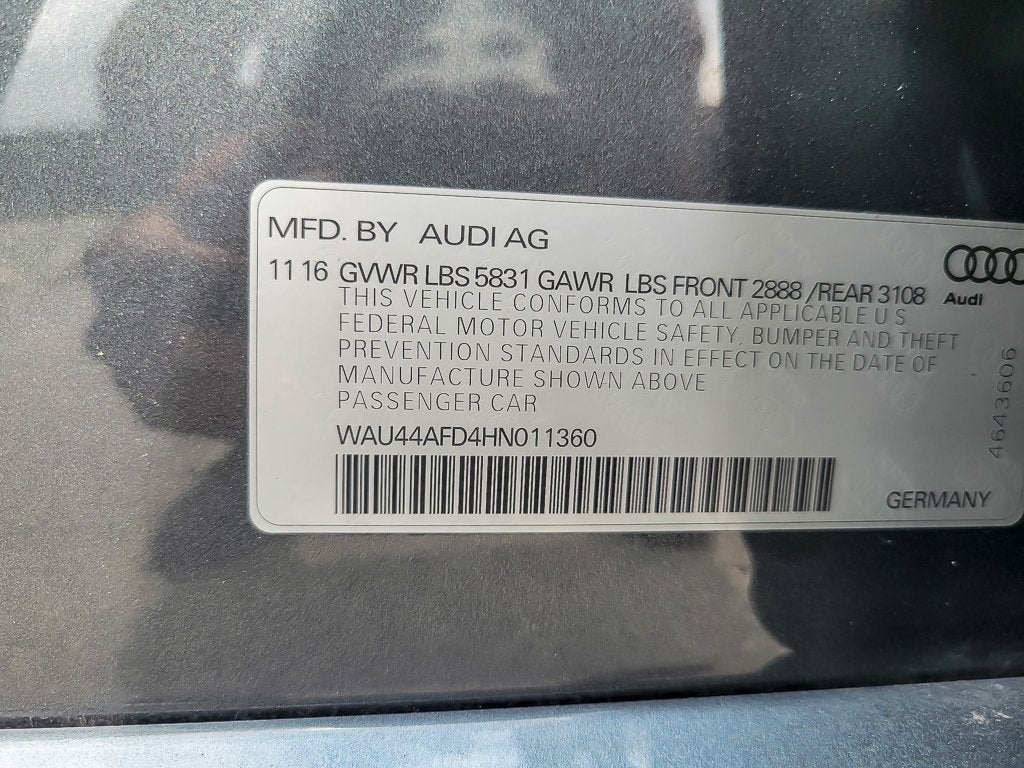 MFD. BY AUDI AG
11 16 GVWR LBS 5831 GAWR LBS FRONT 2888 /REAR 3108
Audi
THIS VEHICLE CONFORMS TO ALL APPLICABLE U S
FEDERAL MOTOR VEHICLE SAFETY, BUMPER AND THEFT
PREVENTION STANDARDS IN EFFECT ON THE DATE OF
MANUFACTURE SHOWN ABOVE
PASSENGER CAR
WAU44AFD4HN011360
GERMANY
4643606